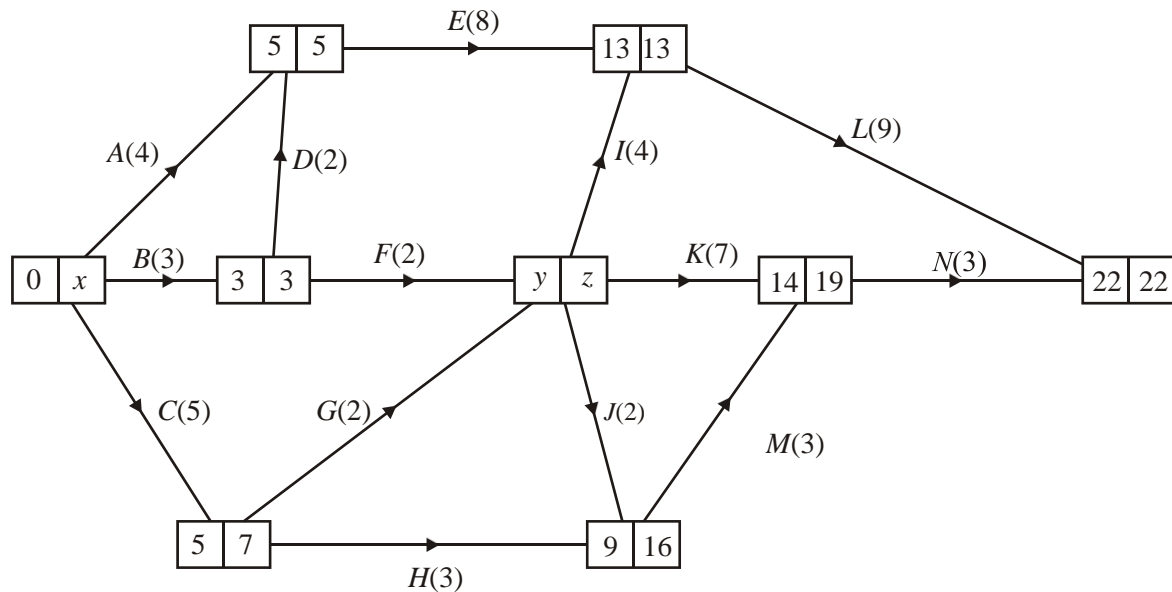 E(8)
5 5
13 13
L(9)
A(4)
D(2)
I(4)
B(3)
F(2)
K(7)
N(3)
0 x
3 3
y z
14 19
22 22
C(5)
G(2)
J(2)
M(3)
5 7
9 16
H(3)